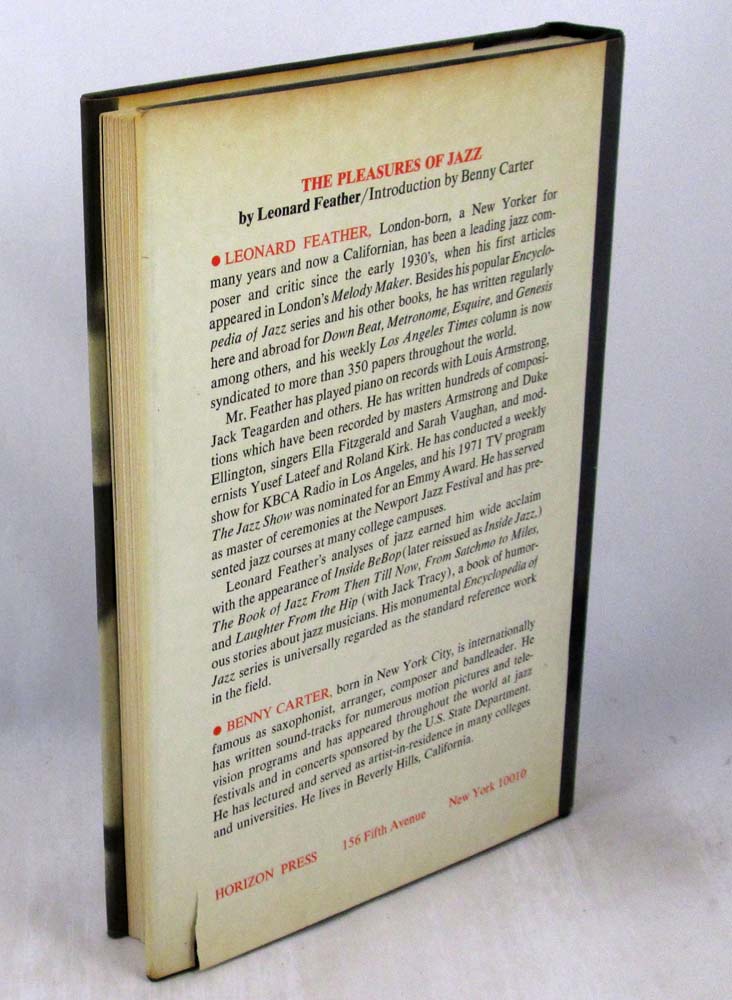 THE PLEASURES OF JAZZ
by Leonard Feather/Introduction by Benny Carter
• LEONARD FEATHER, London-born, a New Yorker for
many years and now a Californian, has been a leading jazz com-
poser and critic since the early 1930's, when his first articles
appeared in London's Melody Maker. Besides his popular Encyclo-
pedia of Jazz series and his other books, he has written regularly
here and abroad for Down Beat, Metronome, Esquire, and Genesis
among others, and his weekly Los Angeles Times column is now
syndicated to more than 350 papers throughout the world.
Mr. Feather has played piano on records with Louis Armstrong,
Jack Teagarden and others. He has written hundreds of composi-
tions which have been recorded by masters Armstrong and Duke
Ellington, singers Ella Fitzgerald and Sarah Vaughan, and mod-
ernists Yusef Lateef and Roland Kirk. He has conducted a weekly
show for KBCA Radio in Los Angeles, and his 1971 TV program
The Jazz Show was nominated for an Emmy Award. He has served
as master of ceremonies at the Newport Jazz Festival and has pre-
sented jazz courses at many college campuses.
Leonard Feather's analyses of jazz earned him wide acclaim
with the appearance of Inside BeBop (later reissued as Inside Jazz,)
The Book of Jazz From Then Till Now, From Satchmo to Miles,
and Laughter From the Hip (with Jack Tracy), a book of humor-
ous stories about jazz musicians. His monumental Encyclopedia of
Jazz series is universally regarded as the standard reference work
in the field.
• BENNY CARTER, born in New York City, is internationally
famous as saxophonist, arranger, composer and bandleader. He
has written sound-tracks for numerous motion pictures and tele-
vision programs and has appeared throughout the world at jazz
festivals and in concerts sponsored by the U.S. State Department.
He has lectured and served as artist-in-residence in many colleges
and universities. He lives in Beverly Hills, California.
HORIZON PRESS 156 Fifth Avenue New York 10010